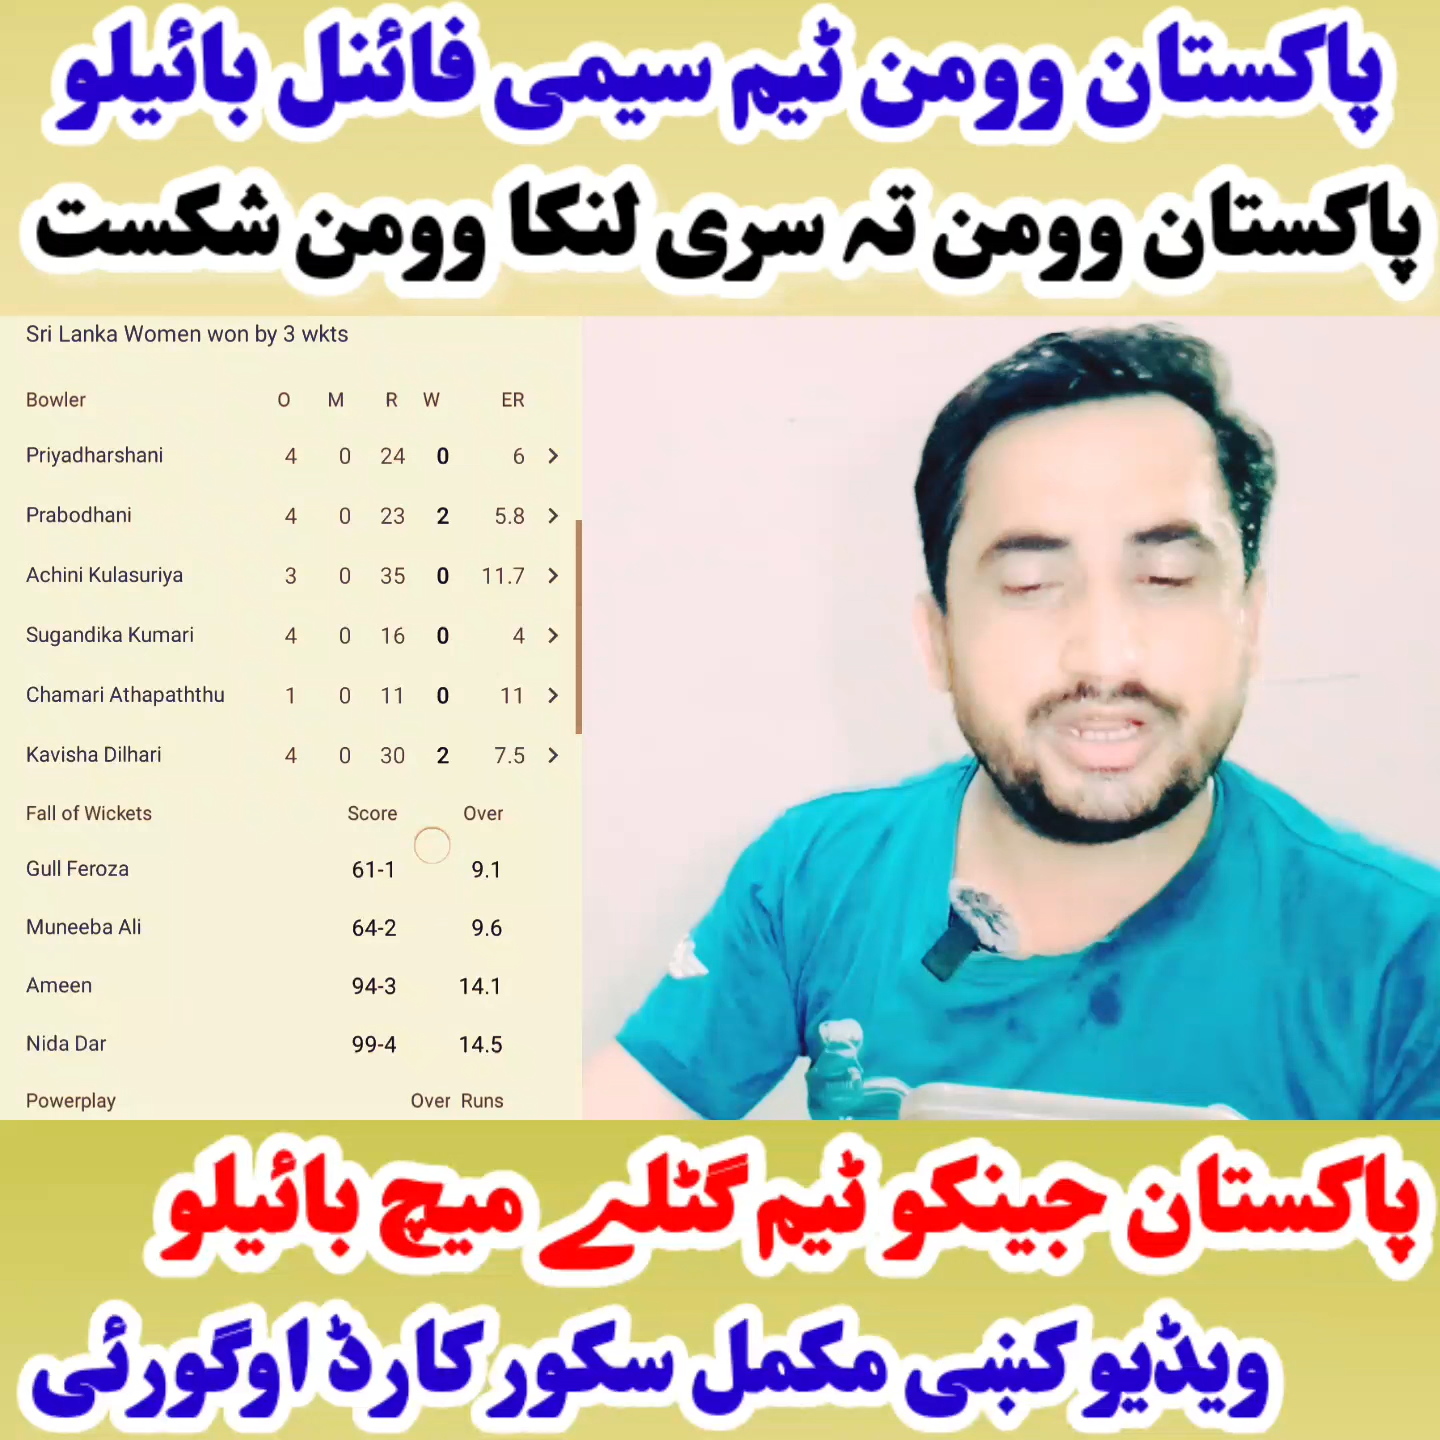 پاکستان وومن ٹیم سیمی فائنل بائیلو
پاکستان وومن تہ سری لنکا وومن شکست
Sri Lanka Women won by 3 wkts
Bowler O M R W ER
Priyadharshani 4 0 24 0 6
Prabodhani 4 0 23 2 5.8
Achini Kulasuriya 3 0 35 0 11.7
Sugandika Kumari 4 0 16 0 4
Chamari Athapaththu 1 0 11 0 11
Kavisha Dilhari 4 0 30 2 7.5
Fall of Wickets Score Over
Gull Feroza 61-1 9.1
Muneeba Ali 64-2 9.6
Ameen 94-3 14.1
Nida Dar 99-4 14.5
Powerplay Over Runs
پاکستان جینکو ٹیم گٹلے میچ بائیلو
ویڈیو کښی مکمل سکور کارڈ اوگورئی